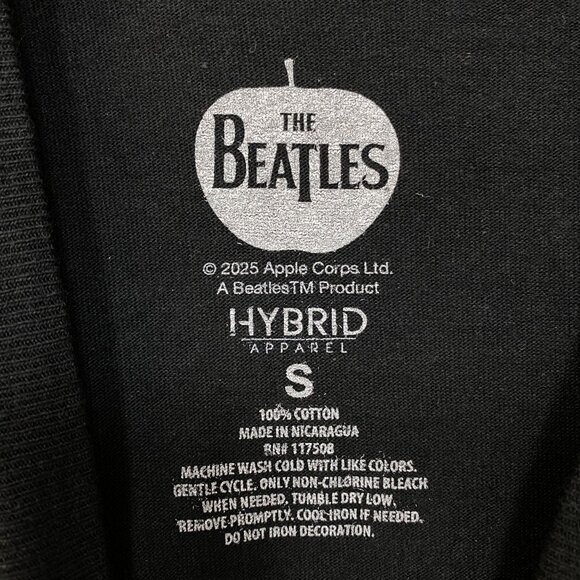 THE
BEATLES
© 2025 Apple Corps Ltd.
A BeatlesTM Product
HYBRID
APPAREL
S
100% COTTON
MADE IN NICARAGUA
RN# 117508
MACHINE WASH COLD WITH LIKE COLORS.
GENTLE CYCLE. ONLY NON-CHLORINE BLEACH
WHEN NEEDED. TUMBLE DRY LOW.
REMOVE PROMPTLY. COOL IRON IF NEEDED.
DO NOT IRON DECORATION.